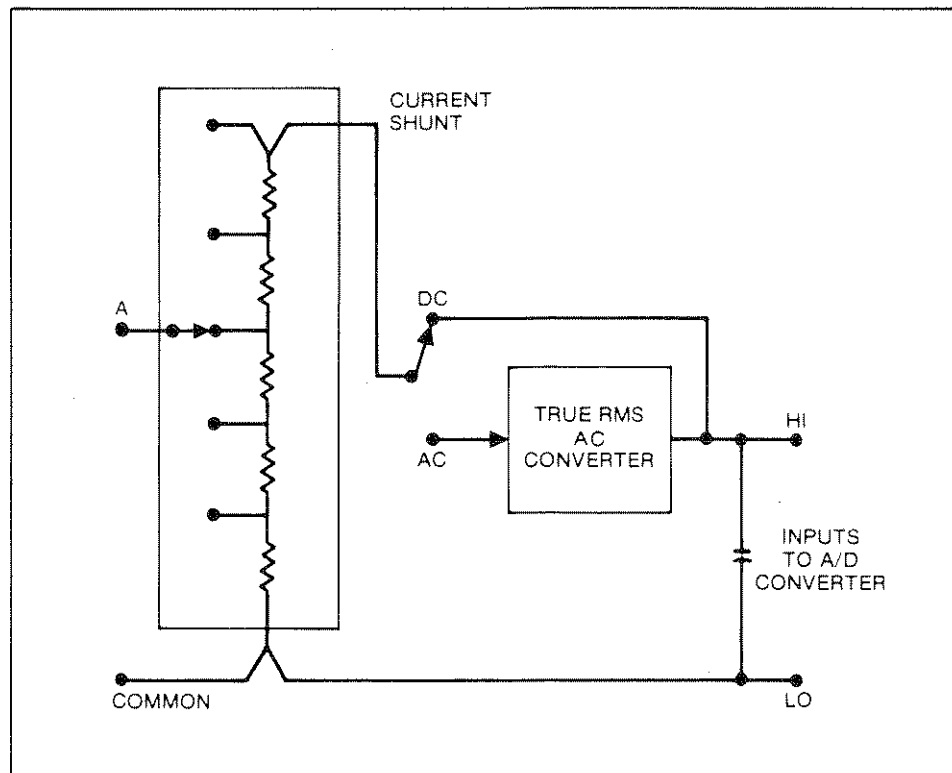 CURRENT
SHUNT
A
DC
TRUE RMS
AC
CONVERTER
AC
HI
INPUTS
TO A/D
CONVERTER
COMMON
LO